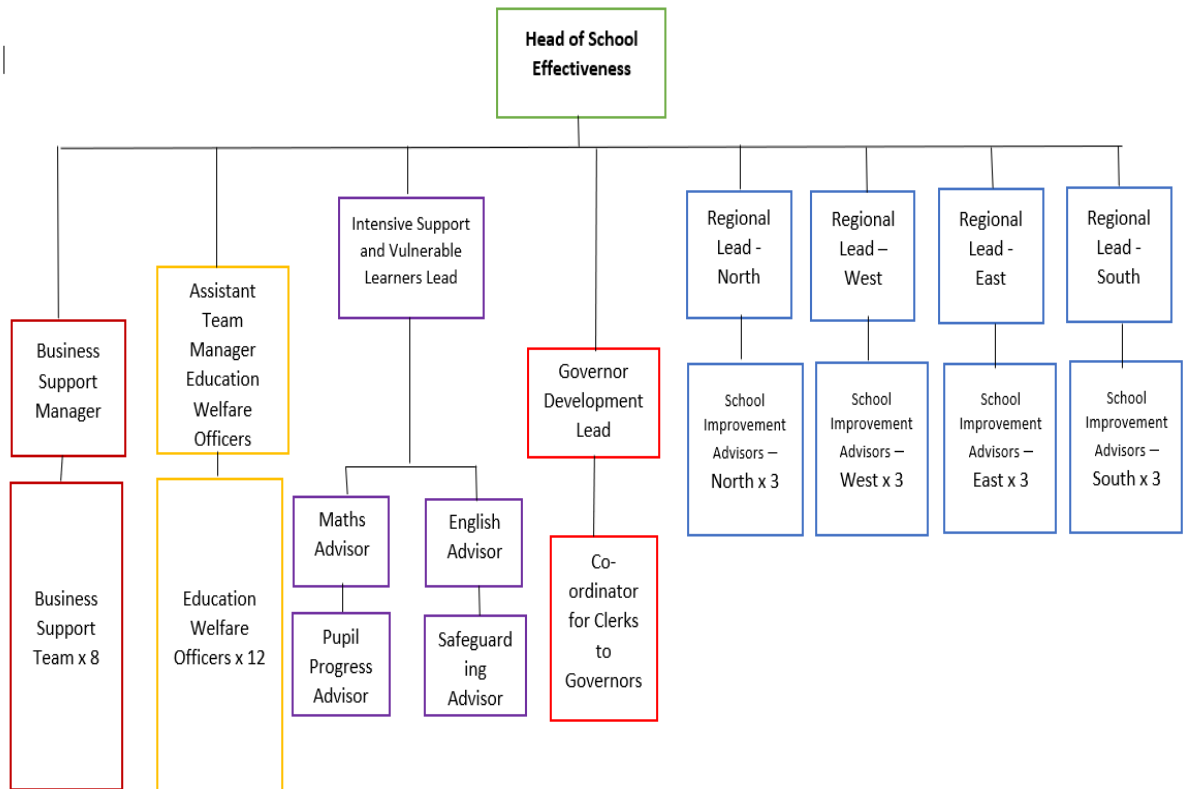 Head of School
Effectiveness
Business
Support
Manager
Business
Support
Team x 8
Assistant
Team
Manager
Education
Welfare
Officers
Education
Welfare
Officers x 12
Intensive Support
and Vulnerable
Learners Lead
Maths
Advisor
Pupil
Progress
Advisor
English
Advisor
Safeguard
ing
Advisor
Governor
Development
Lead
Co-
ordinator
for Clerks
to
Governors
Regional
Lead -
North
School
Improvement
Advisors –
North x 3
Regional
Lead –
West
School
Improvement
Advisors –
West x 3
Regional
Lead -
East
School
Improvement
Advisors –
East x 3
Regional
Lead -
South
School
Improvement
Advisors –
South x 3